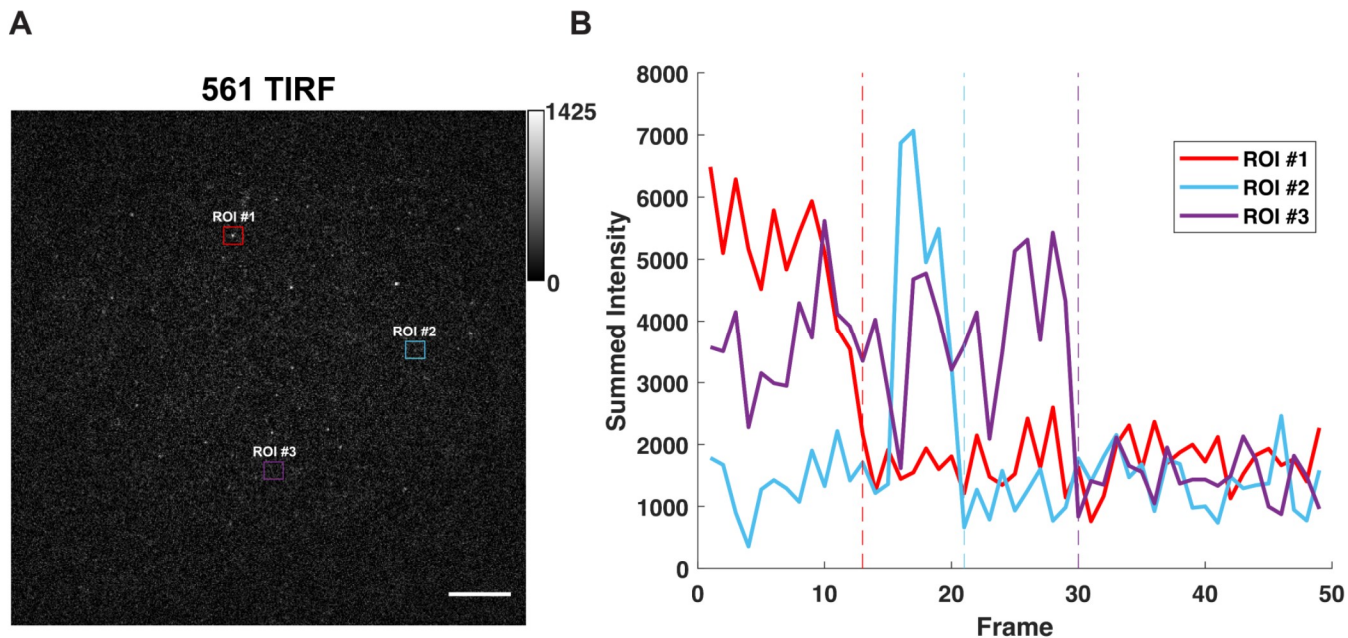 A
561 TIRF
1425
0
ROI #1
ROI #2
ROI #3
B
8000
7000
6000
5000
4000
3000
2000
1000
0
Summed Intensity
0 10 20 30 40 50
Frame
ROI #1
ROI #2
ROI #3